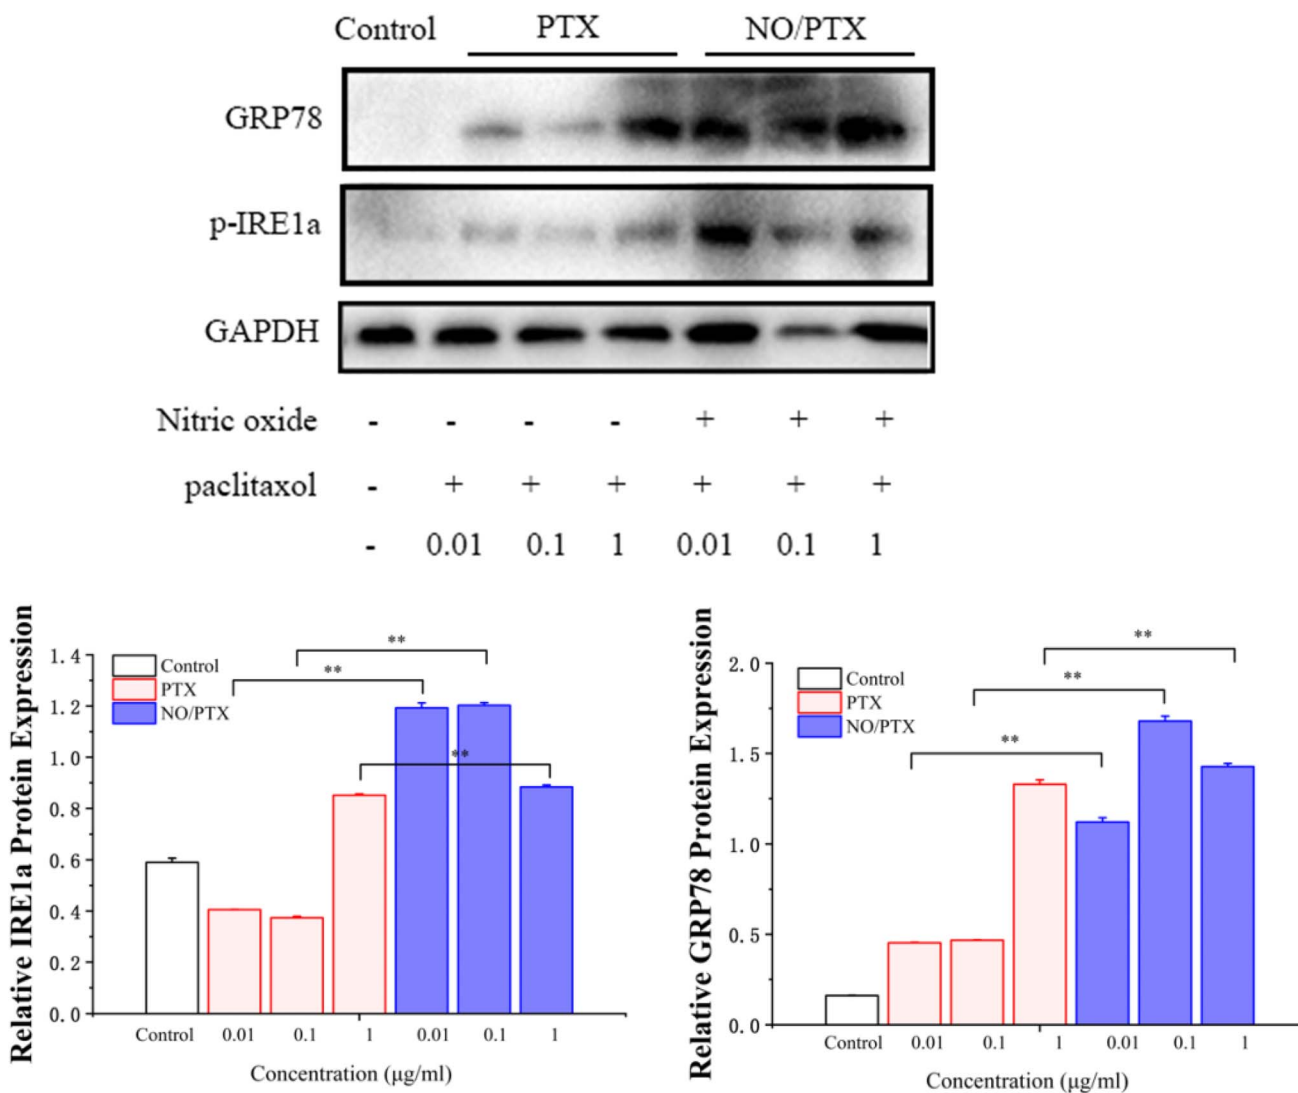 Control PTX NO/PTX
GRP78
p-IRE1a
GAPDH
Nitric oxide - - - - + + +
paclitaxol - + + + + + +
- 0.01 0.1 1 0.01 0.1 1
Relative IRE1a Protein Expression
1.4
1.2
1.0
0.8
0.6
0.4
0.2
0.0
Control
PTX
NO/PTX
**
**
**
Control 0.01 0.1 1 0.01 0.1 1
Concentration (µg/ml)
Relative GRP78 Protein Expression
2.0
1.5
1.0
0.5
0.0
Control
PTX
NO/PTX
**
**
**
Control 0.01 0.1 1 0.01 0.1 1
Concentration (µg/ml)